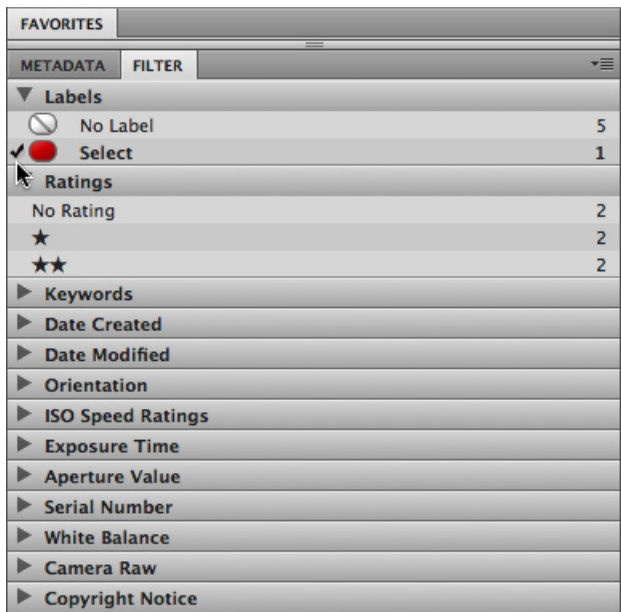 FAVORITES
METADATA FILTER
Labels
No Label 5
Select 1
Ratings
No Rating 2
★ 2
★★ 2
Keywords
Date Created
Date Modified
Orientation
ISO Speed Ratings
Exposure Time
Aperture Value
Serial Number
White Balance
Camera Raw
Copyright Notice